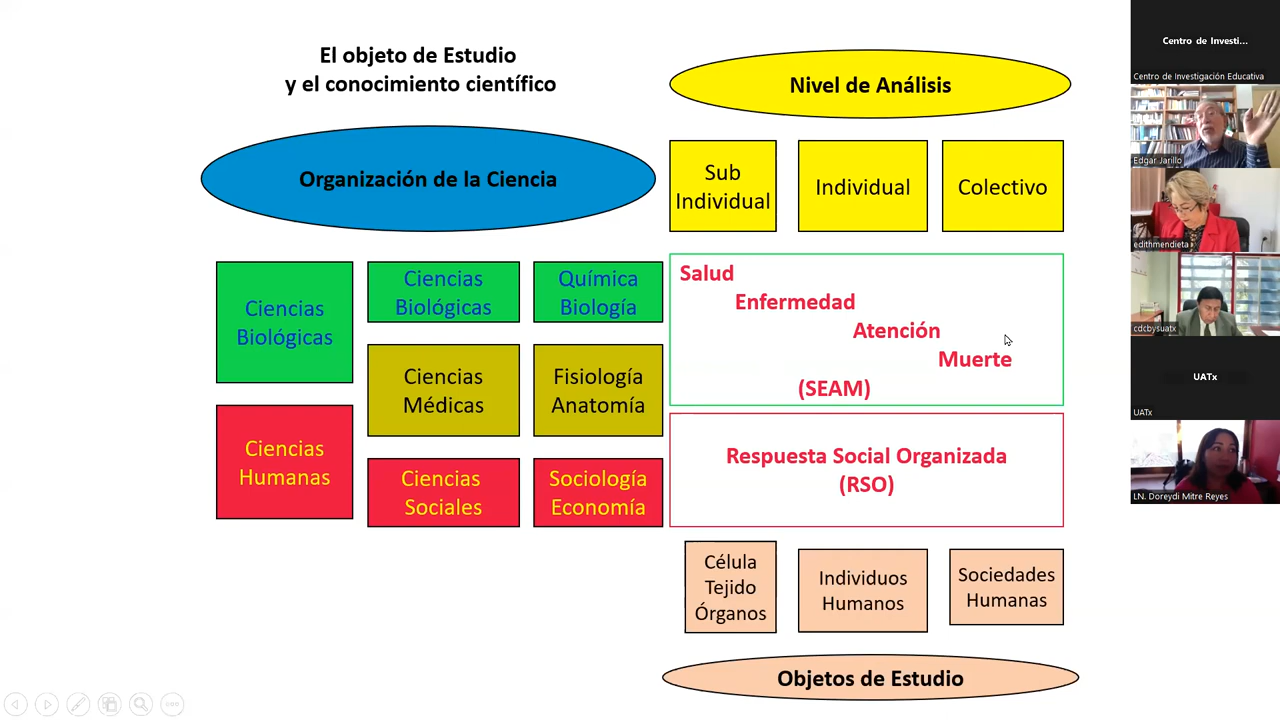 El objeto de Estudio
y el conocimiento científico
Organización de la Ciencia
Ciencias
Biológicas
Ciencias
Humanas
Ciencias
Biológicas
Ciencias
Médicas
Ciencias
Sociales
Química
Biología
Fisiología
Anatomía
Sociología
Economía
Nivel de Análisis
Sub
Individual
Individual
Colectivo
Salud
Enfermedad
Atención
Muerte
(SEAM)
Respuesta Social Organizada
(RSO)
Célula
Tejido
Órganos
Individuos
Humanos
Sociedades
Humanas
Objetos de Estudio
Centro de Investi...
Centro de Investigación Educativa
Edgar Jarillo
edithmendieta
cdcbysuatx
UATx
UATx
LN. Doreydi Mitre Reyes